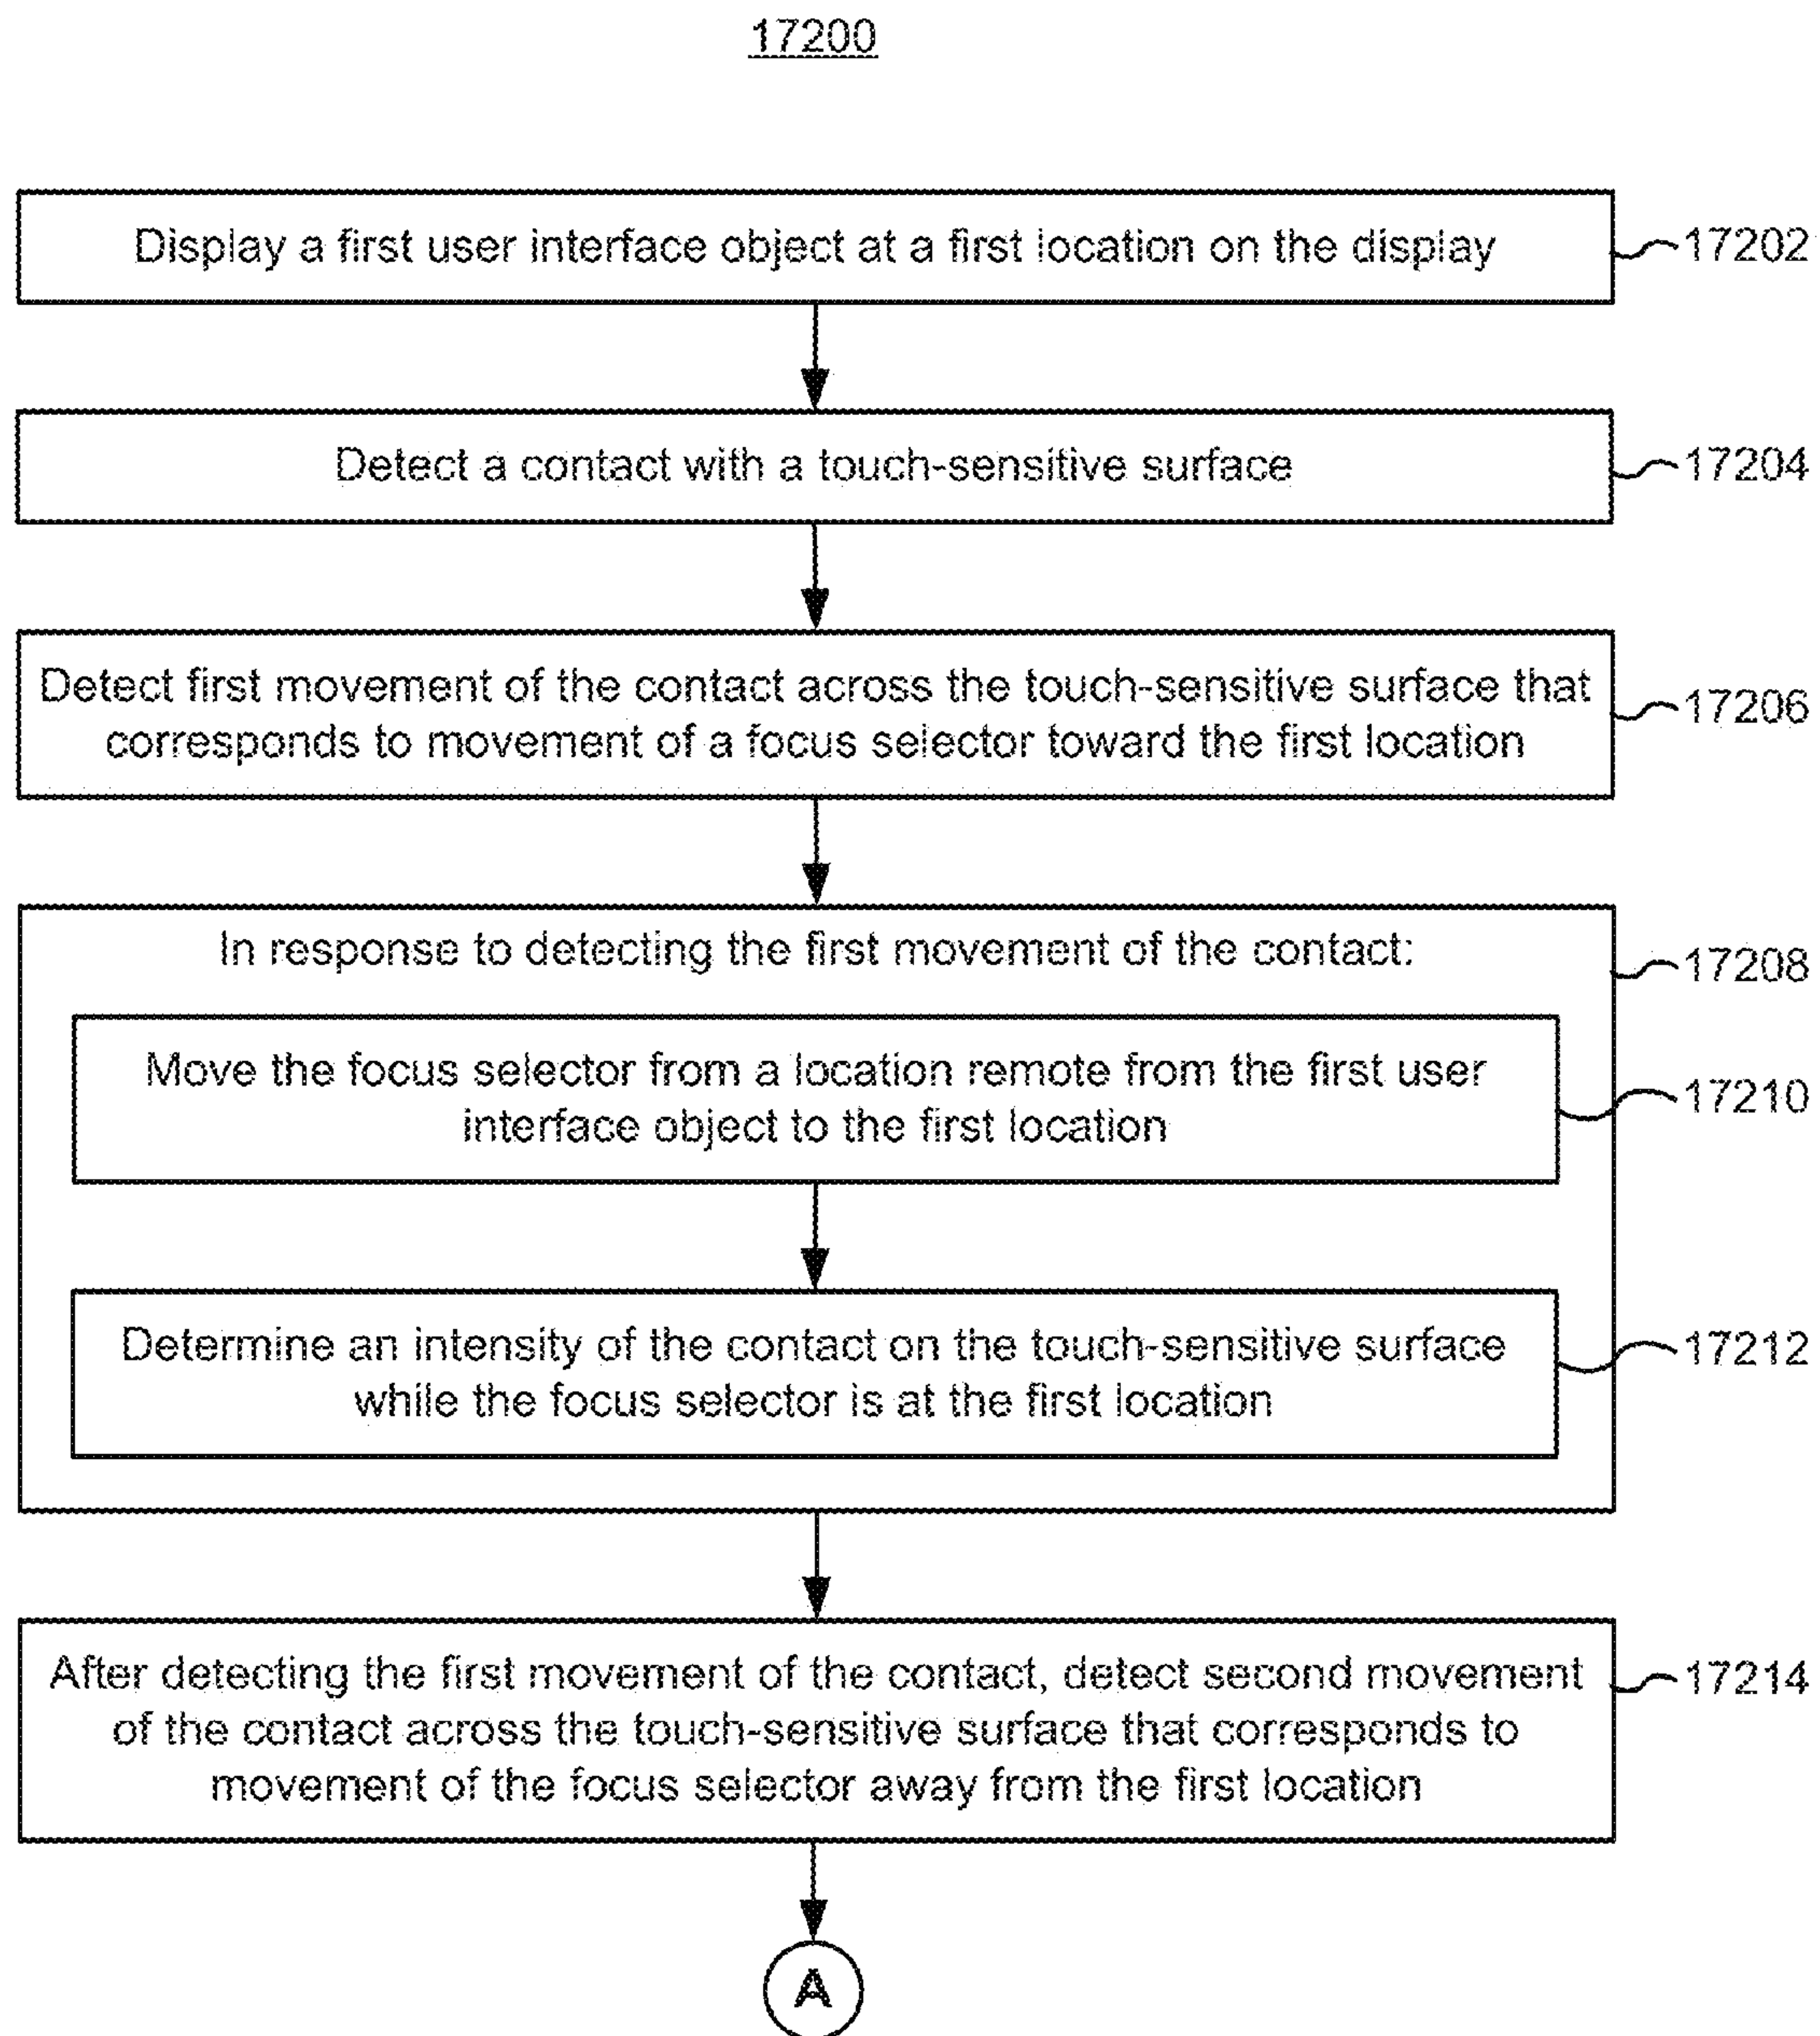 17200
Display a first user interface object at a first location on the display
17202
Detect a contact with a touch-sensitive surface
17204
Detect first movement of the contact across the touch-sensitive surface that
corresponds to movement of a focus selector toward the first location
17206
In response to detecting the first movement of the contact:
17208
Move the focus selector from a location remote from the first user
interface object to the first location
17210
Determine an intensity of the contact on the touch-sensitive surface
while the focus selector is at the first location
17212
After detecting the first movement of the contact, detect second movement
of the contact across the touch-sensitive surface that corresponds to
movement of the focus selector away from the first location
17214
A